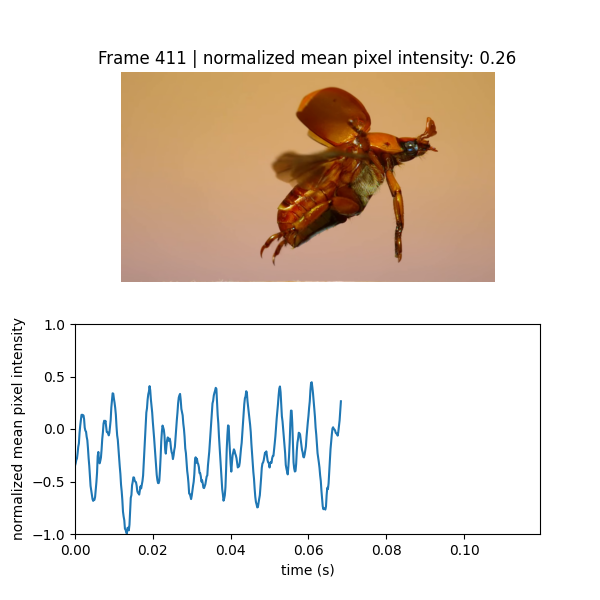 Frame 411 | normalized mean pixel intensity: 0.26
normalized mean pixel intensity
1.0
0.5
0.0
−0.5
−1.0
0.00 0.02 0.04 0.06 0.08 0.10
time (s)